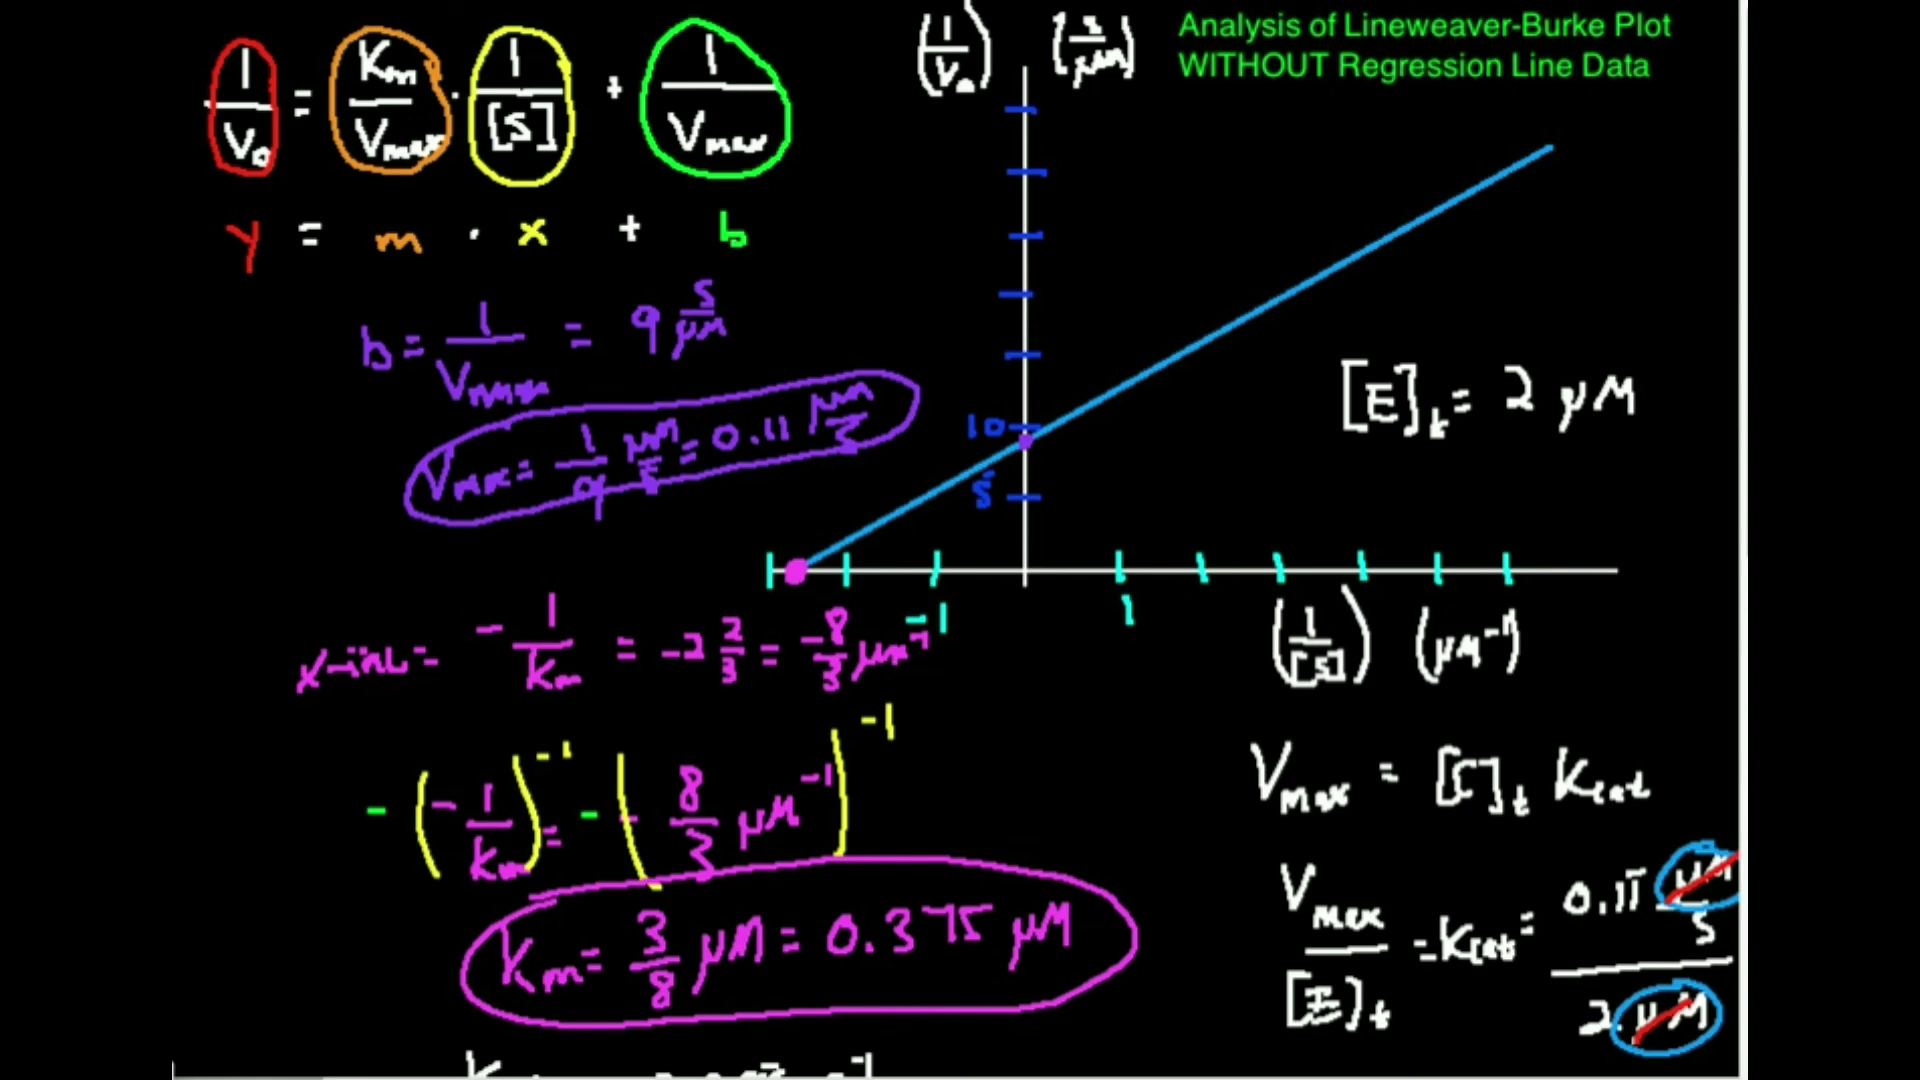 Analysis of Lineweaver-Burke Plot
WITHOUT Regression Line Data
1/V₀ = Km/Vmax · 1/[S] + 1/Vmax
y = m · x + b
b = 1/Vmax = 9 s/μM
Vmax = 1/9 μM/s = 0.11 μM/s
x-int = - 1/Km = -2 2/3 = -8/3 μM⁻¹
-(-1/Km)⁻¹ = -(-8/3 μM⁻¹)⁻¹
Km = 3/8 μM = 0.375 μM
(1/V₀) (s/μM)
10
5
-1
1
(1/[S]) (μM⁻¹)
[E]t = 2 μM
Vmax = [E]t Kcat
Vmax/[E]t = Kcat = 0.11 μM/s / 2 μM